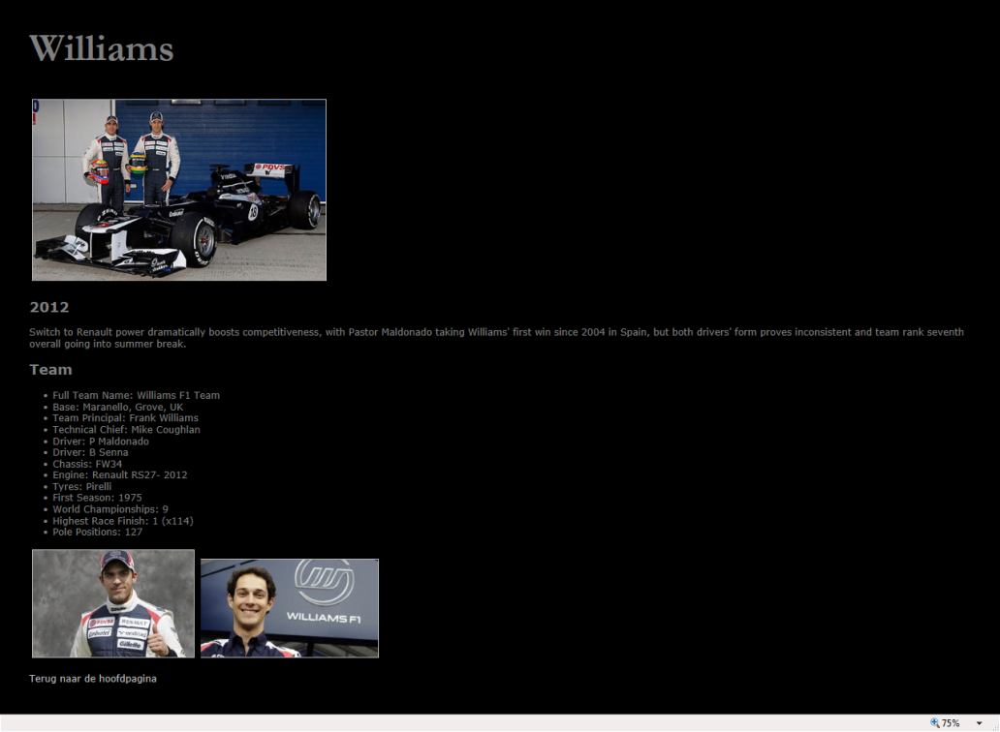 Williams
PDVSA
2012
Switch to Renault power dramatically boosts competitiveness, with Pastor Maldonado taking Williams' first win since 2004 in Spain, but both drivers' form proves inconsistent and team rank seventh
overall going into summer break.
Team
• Full Team Name: Williams F1 Team
• Base: Maranello, Grove, UK
• Team Principal: Frank Williams
• Technical Chief: Mike Coughlan
• Driver: P Maldonado
• Driver: B Senna
• Chassis: FW34
• Engine: Renault RS27- 2012
• Tyres: Pirelli
• First Season: 1975
• World Championships: 9
• Highest Race Finish: 1 (x114)
• Pole Positions: 127
PDVSA RENAULT
Gillette
WILLIAMS F1
Terug naar de hoofdpagina
75%